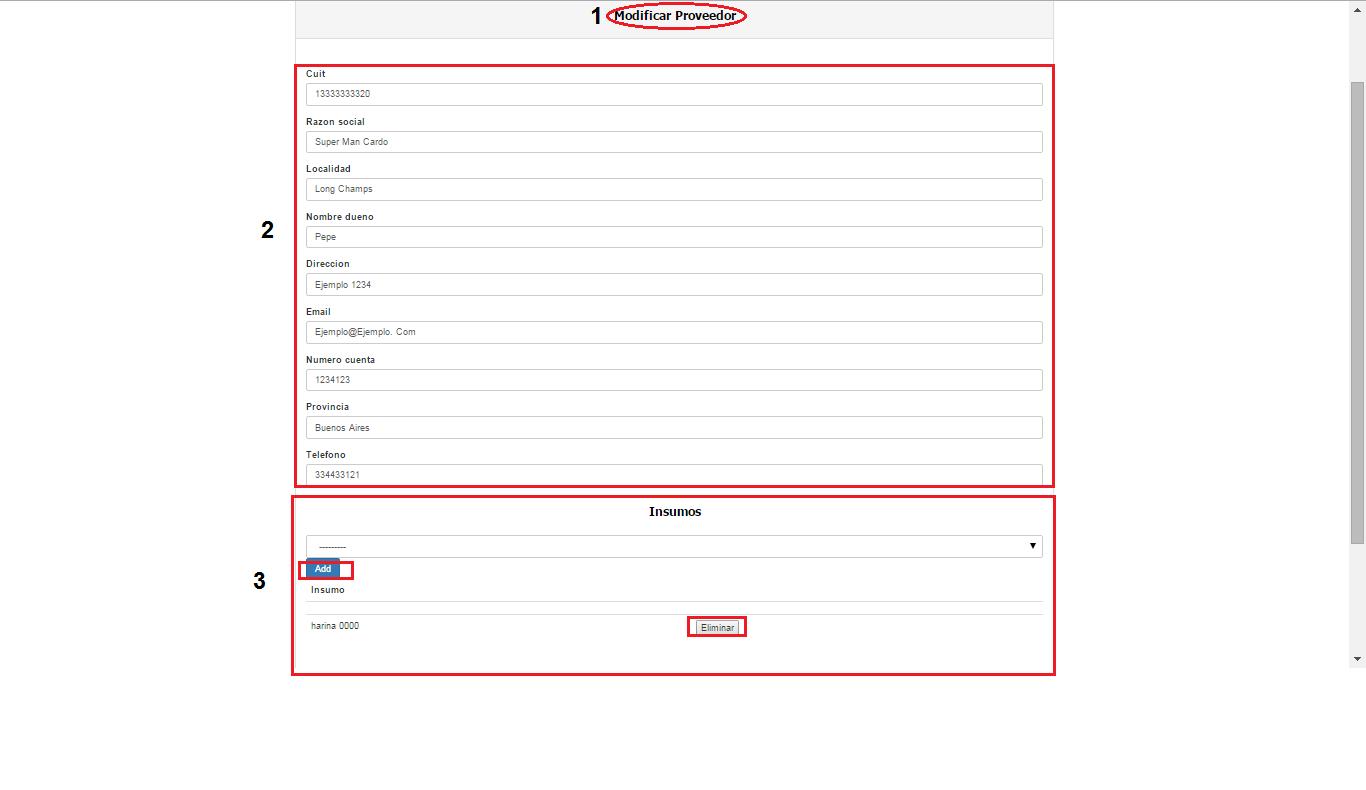 1 Modificar Proveedor
Cuit
13333333320
Razon social
Super Man Cardo
Localidad
Long Champs
2
Nombre dueno
Pepe
Direccion
Ejemplo 1234
Email
Ejemplo@Ejemplo. Com
Numero cuenta
1234123
Provincia
Buenos Aires
Telefono
334433121
Insumos
---------
Add
3
Insumo
harina 0000
Eliminar